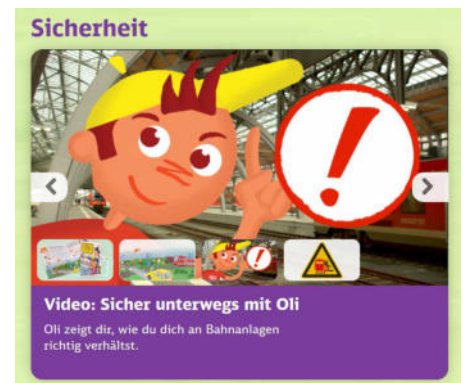 Sicherheit
Video: Sicher unterwegs mit Oli
Oli zeigt dir, wie du dich an Bahnanlagen
richtig verhältst.